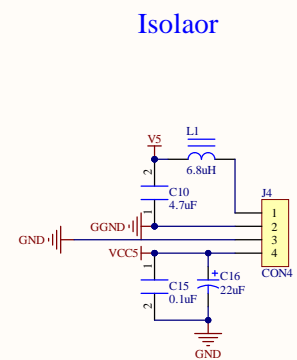 Isolaor
V5
L1
6.8uH
2
C10
4.7uF
1
J4
GGND
1
2
GND
3
VCC5
4
CON4
1
C15
0.1uF
2
+
C16
22uF
GND